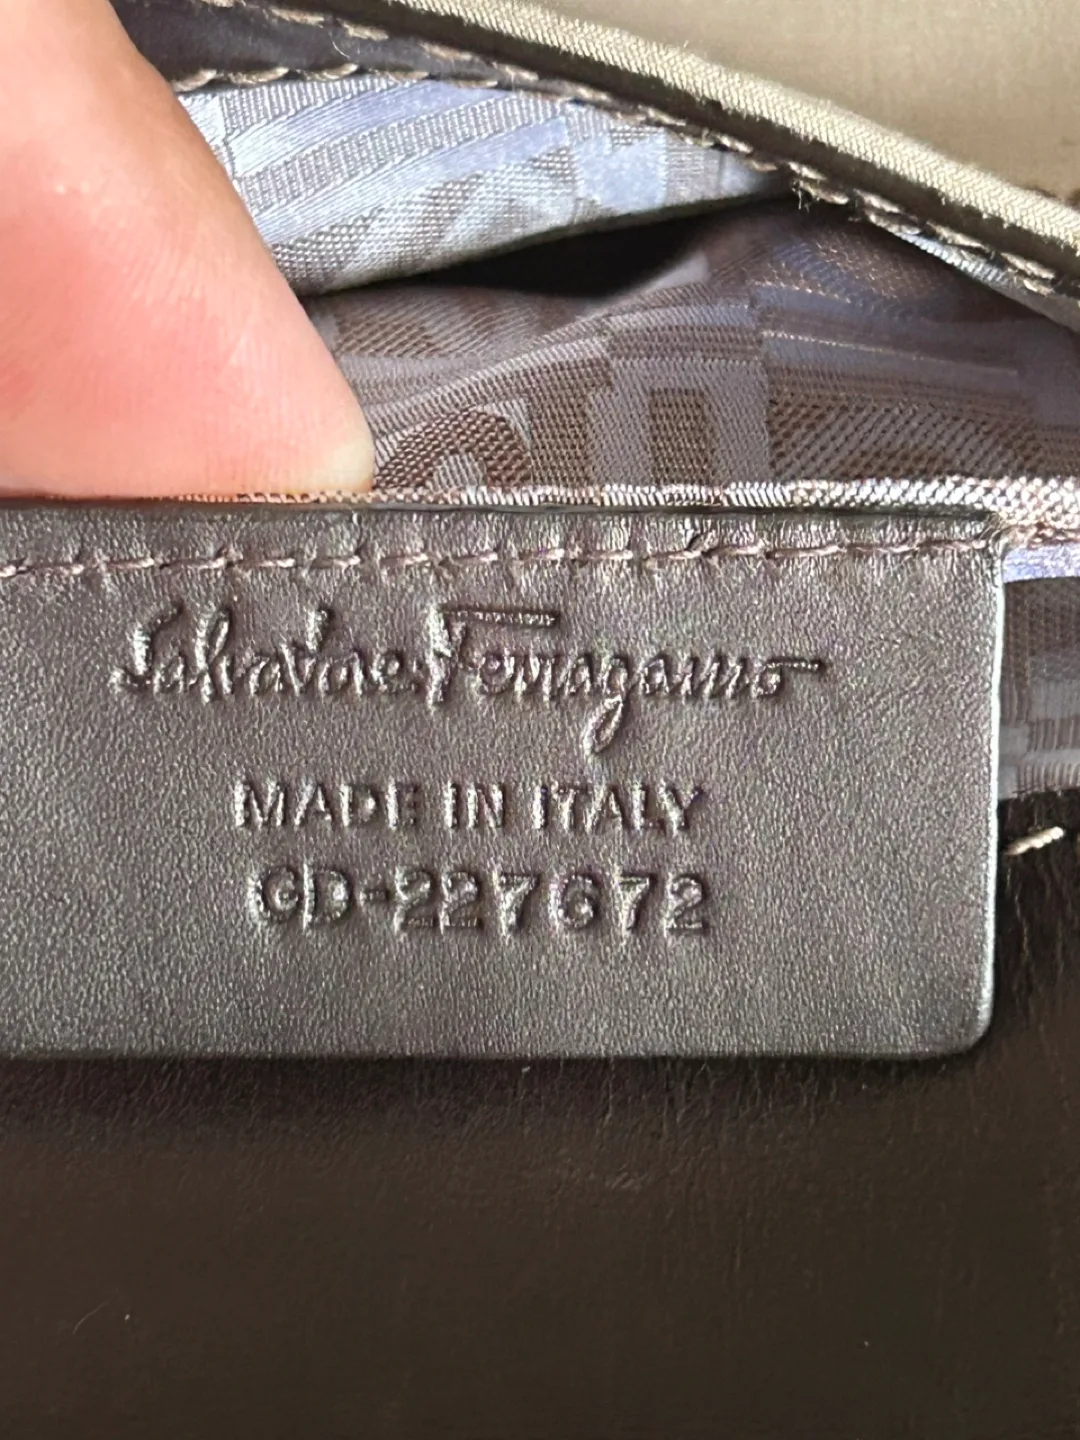 Salvatore Ferragamo
MADE IN ITALY
GD-227672